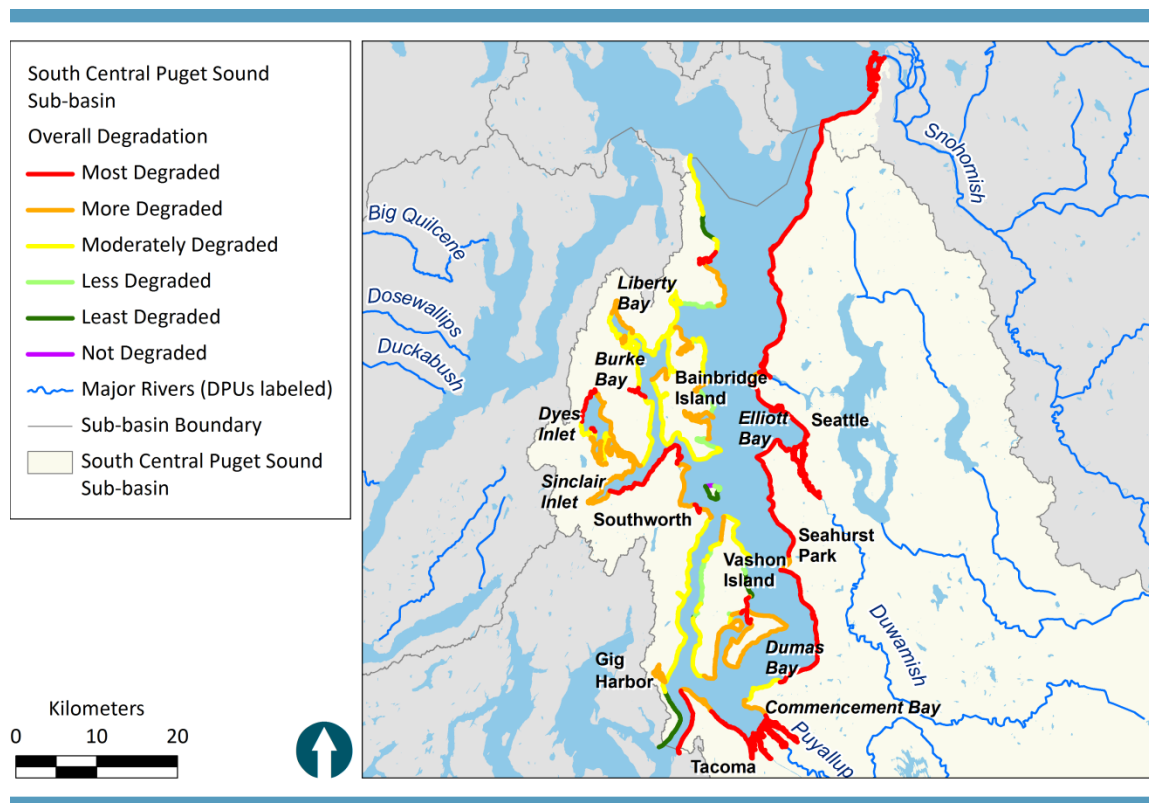 South Central Puget Sound
Sub-basin
Overall Degradation
Most Degraded
More Degraded
Moderately Degraded
Less Degraded
Least Degraded
Not Degraded
Major Rivers (DPUs labeled)
Sub-basin Boundary
South Central Puget Sound
Sub-basin
Kilometers
0 10 20
Snohomish
Big Quilcene
Dosewallips
Duckabush
Liberty
Bay
Burke
Bay
Bainbridge
Island
Dyes
Inlet
Elliott
Bay
Seattle
Sinclair
Inlet
Southworth
Seahurst
Park
Vashon
Island
Duwamish
Dumas
Bay
Gig
Harbor
Commencement Bay
Puyallup
Tacoma